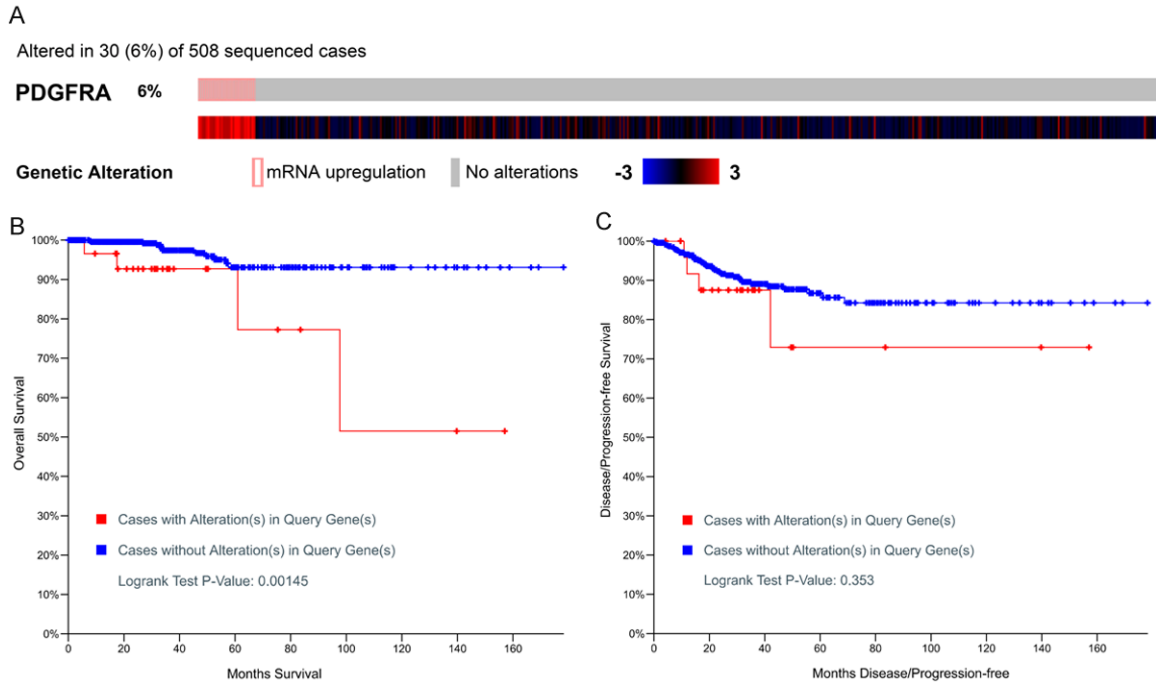 A
Altered in 30 (6%) of 508 sequenced cases
PDGFRA 6%
Genetic Alteration mRNA upregulation No alterations -3 3
B
100%
90%
80%
70%
60%
50%
40%
30%
20%
10%
0%
Overall Survival
Cases with Alteration(s) in Query Gene(s)
Cases without Alteration(s) in Query Gene(s)
Logrank Test P-Value: 0.00145
0 20 40 60 80 100 120 140 160
Months Survival
C
100%
90%
80%
70%
60%
50%
40%
30%
20%
10%
0%
Disease/Progression-free Survival
Cases with Alteration(s) in Query Gene(s)
Cases without Alteration(s) in Query Gene(s)
Logrank Test P-Value: 0.353
0 20 40 60 80 100 120 140 160
Months Disease/Progression-free